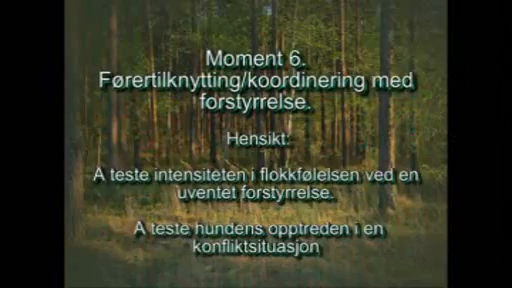 Moment 6.
Førertilknytting/koordinering med
forstyrrelse.
Hensikt:
Å teste intensiteten i flokkfølelsen ved en
uventet forstyrrelse.
Å teste hundens opptreden i en
konfliktsituasjon